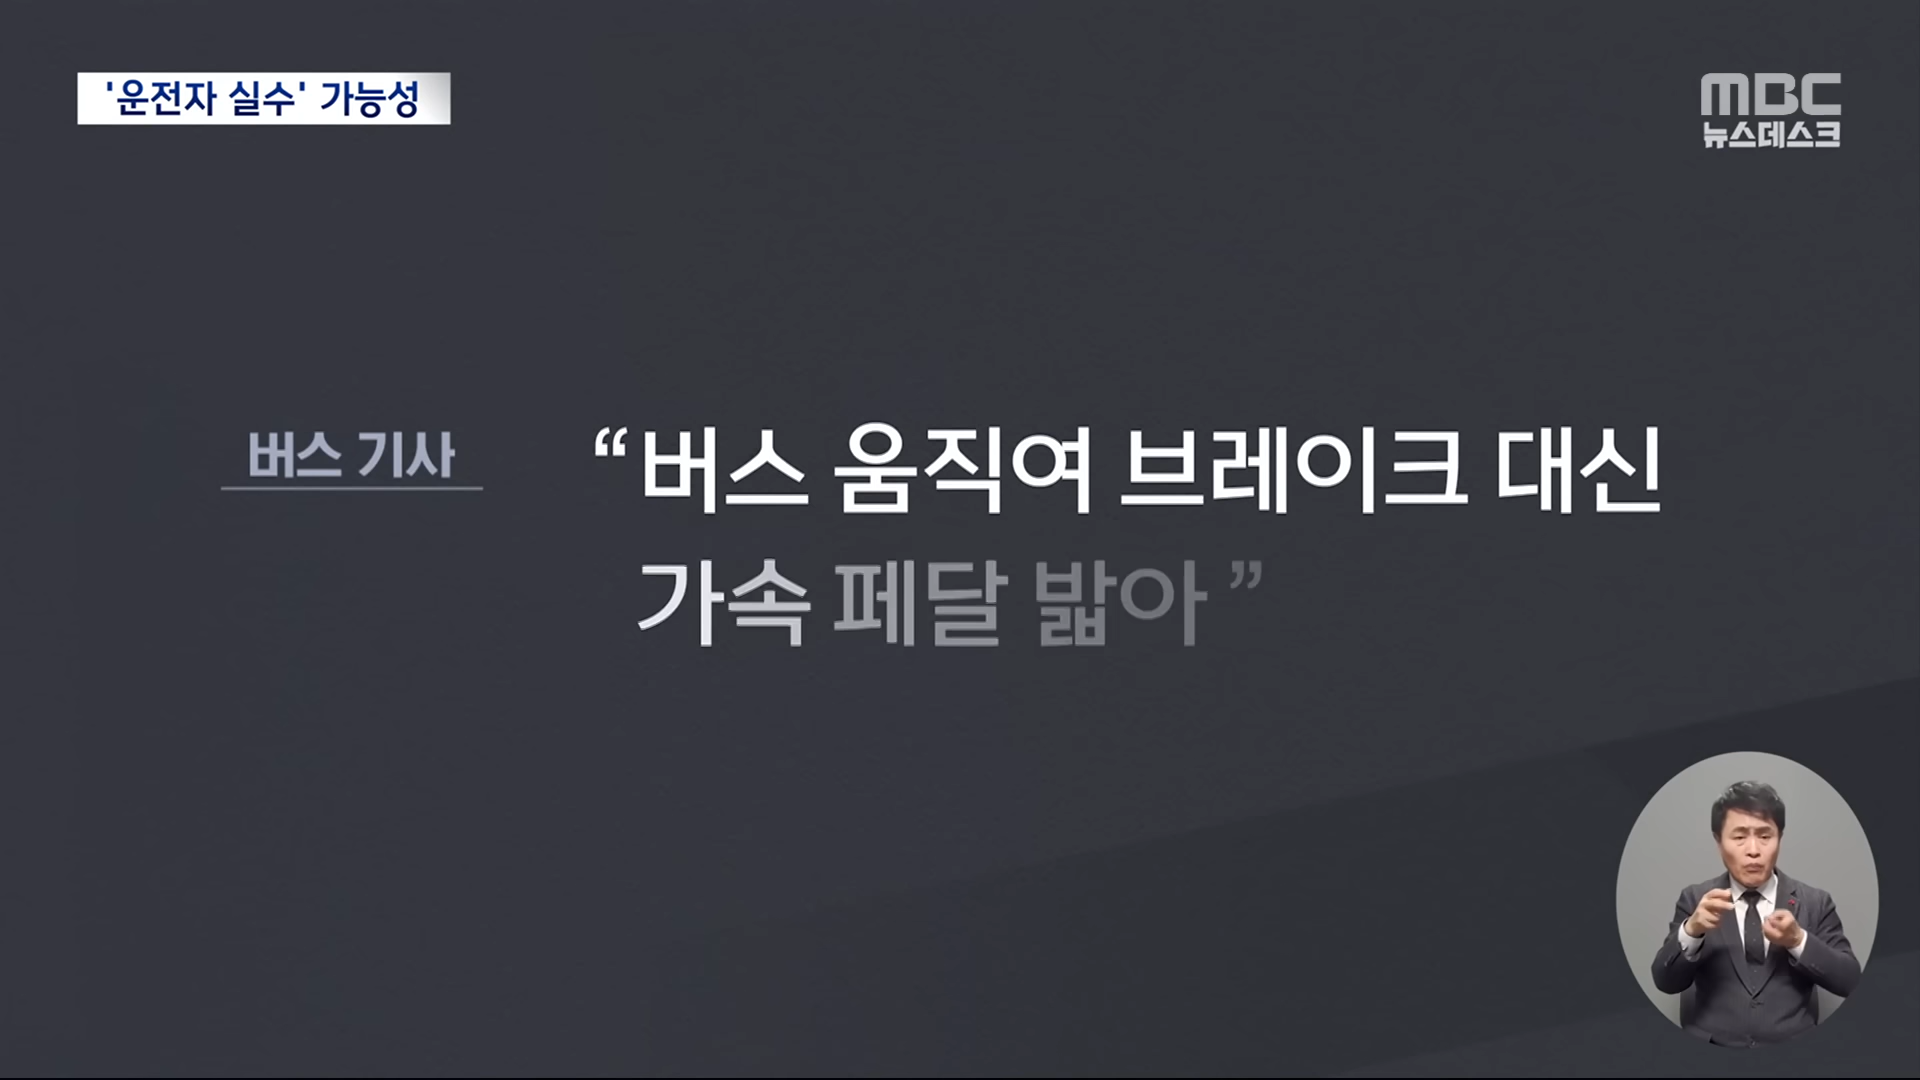 '운전자 실수' 가능성
MBC
뉴스데스크
버스 기사
“버스 움직여 브레이크 대신
가속 페달 밟아”